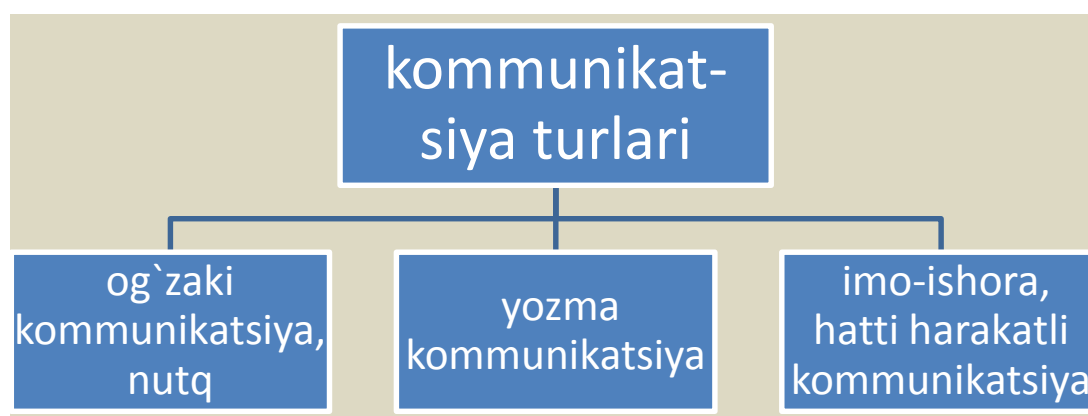 kommunikat-
siya turlari
og`zaki
kommunikatsiya,
nutq
yozma
kommunikatsiya
imo-ishora,
hatti harakatli
kommunikatsiya